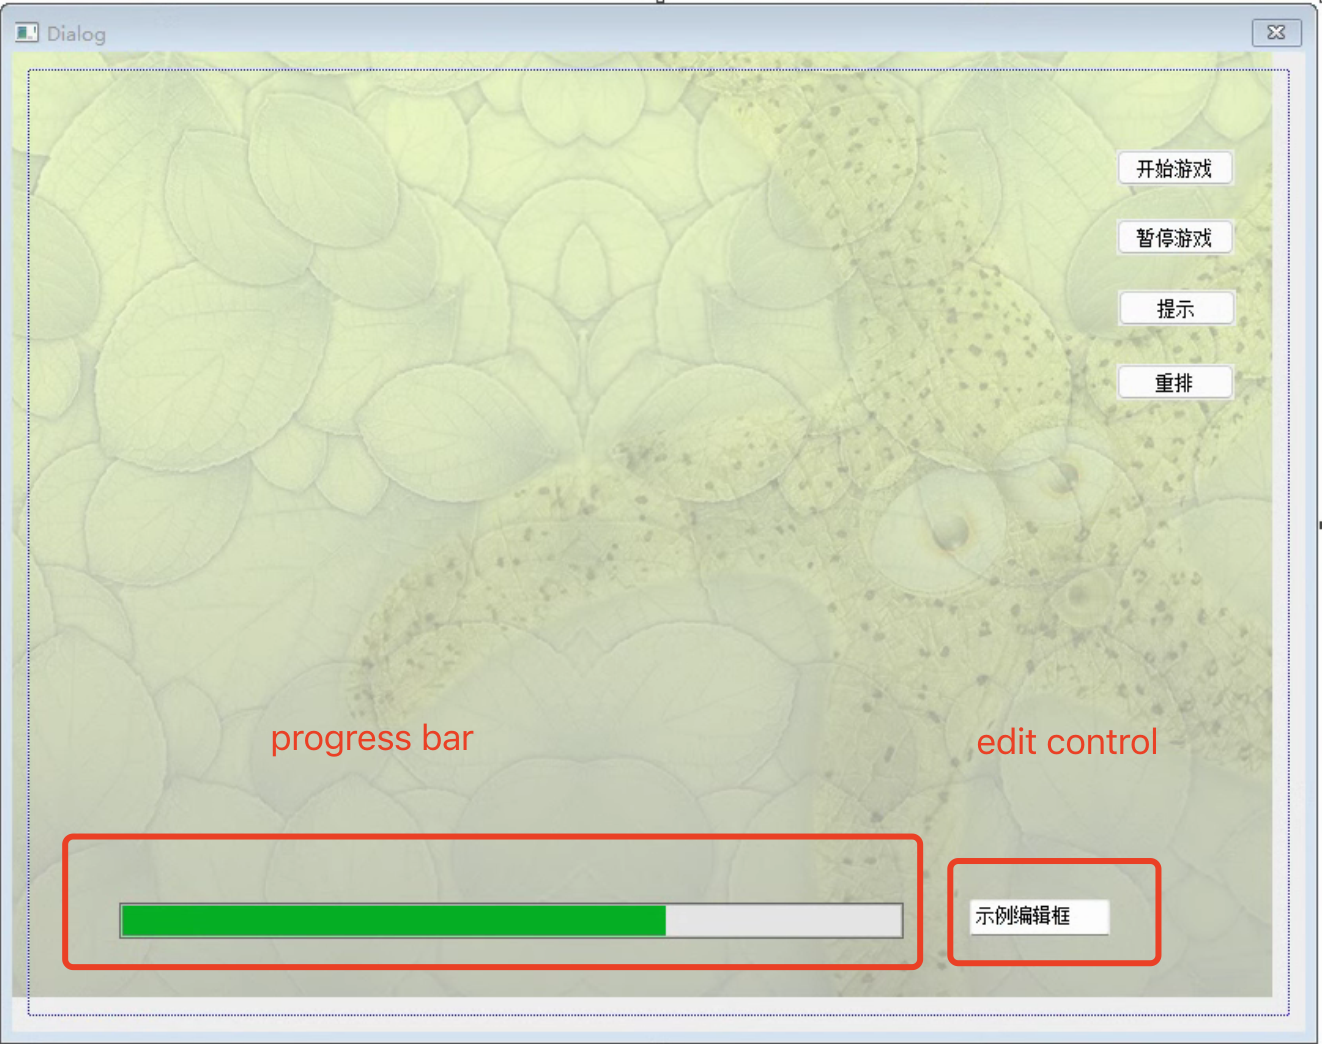 Dialog
开始游戏
暂停游戏
提示
重排
progress bar
edit control
示例编辑框